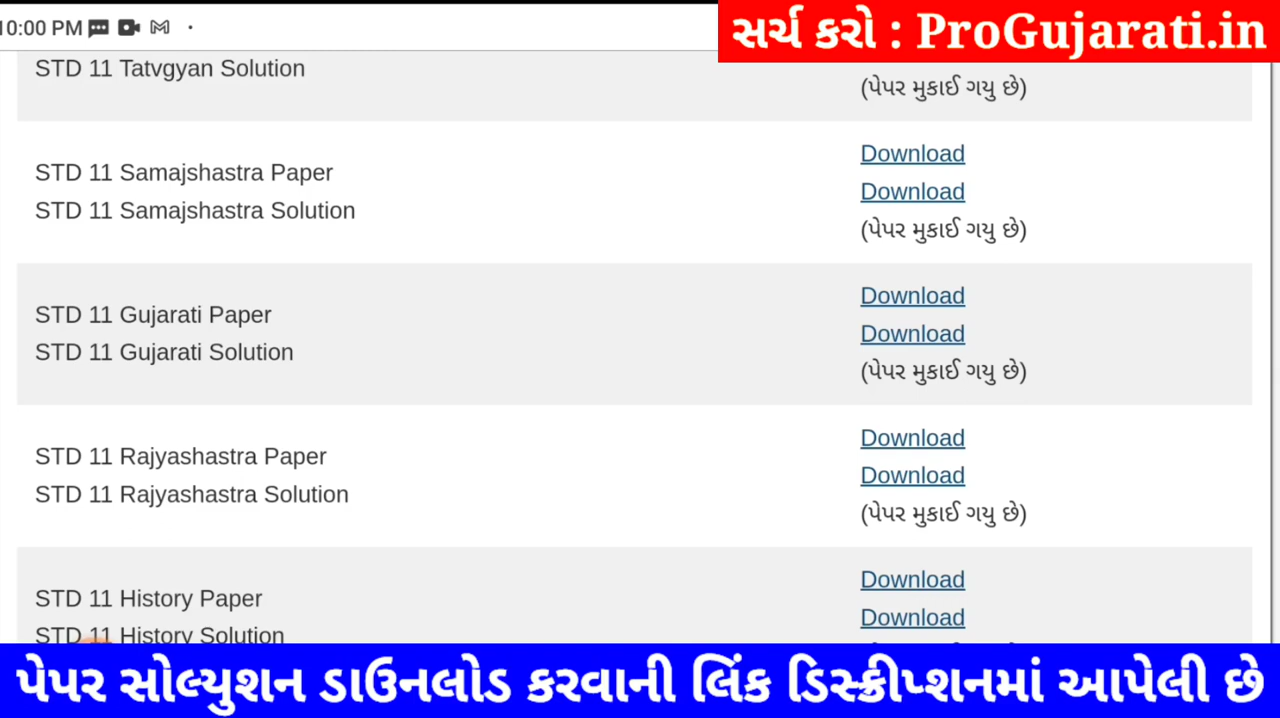 10:00 PM
સર્ચ કરો : ProGujarati.in
STD 11 Tatvgyan Solution
(પેપર મુકાઈ ગયુ છે)
STD 11 Samajshastra Paper
STD 11 Samajshastra Solution
Download
Download
(પેપર મુકાઈ ગયુ છે)
STD 11 Gujarati Paper
STD 11 Gujarati Solution
Download
Download
(પેપર મુકાઈ ગયુ છે)
STD 11 Rajyashastra Paper
STD 11 Rajyashastra Solution
Download
Download
(પેપર મુકાઈ ગયુ છે)
STD 11 History Paper
STD 11 History Solution
Download
Download
પેપર સોલ્યુશન ડાઉનલોડ કરવાની લિંક ડિસ્ક્રીપ્શનમાં આપેલી છે